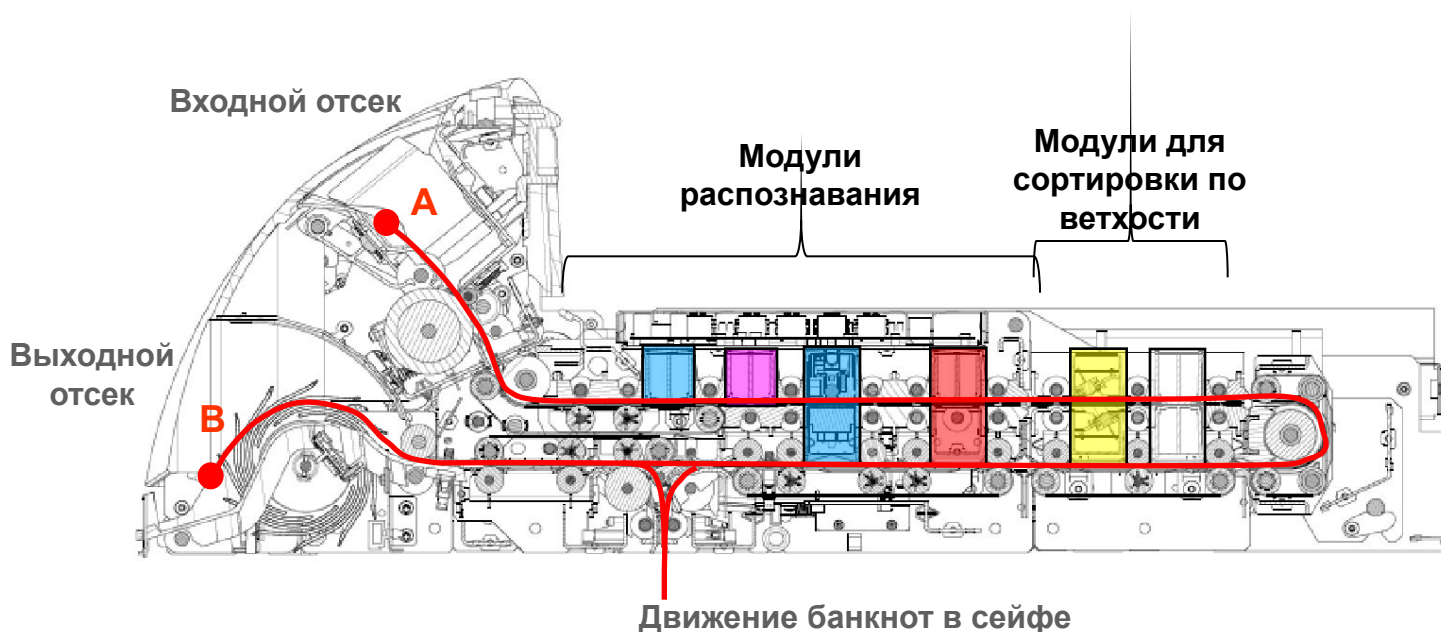 Входной отсек
Модули
распознавания
Модули для
сортировки по
ветхости
A
Выходной
отсек
B
Движение банкнот в сейфе